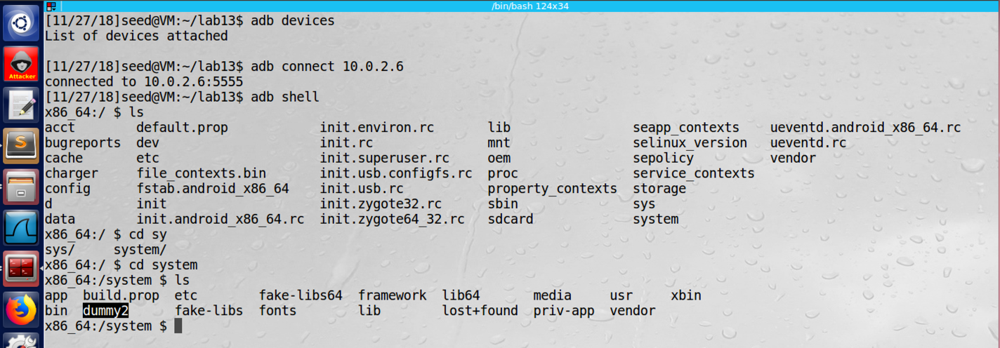 /bin/bash 124x34
[11/27/18]seed@VM:~/lab13$ adb devices
List of devices attached
[11/27/18]seed@VM:~/lab13$ adb connect 10.0.2.6
connected to 10.0.2.6:5555
[11/27/18]seed@VM:~/lab13$ adb shell
x86_64:/ $ ls
acct        default.prop          init.environ.rc      lib                seapp_contexts    ueventd.android_x86_64.rc
bugreports  dev                   init.rc              mnt                selinux_version   ueventd.rc
cache       etc                   init.superuser.rc    oem                sepolicy          vendor
charger     file_contexts.bin     init.usb.configfs.rc proc               service_contexts
config      fstab.android_x86_64  init.usb.rc          property_contexts  storage
d           init                  init.zygote32.rc     sbin               sys
data        init.android_x86_64.rc init.zygote64_32.rc sdcard             system
x86_64:/ $ cd sy
sys/     system/
x86_64:/ $ cd system
x86_64:/system $ ls
app  build.prop  etc        fake-libs64  framework  lib64       media     usr     xbin
bin  dummy2      fake-libs  fonts        lib        lost+found  priv-app  vendor
x86_64:/system $
Attacker